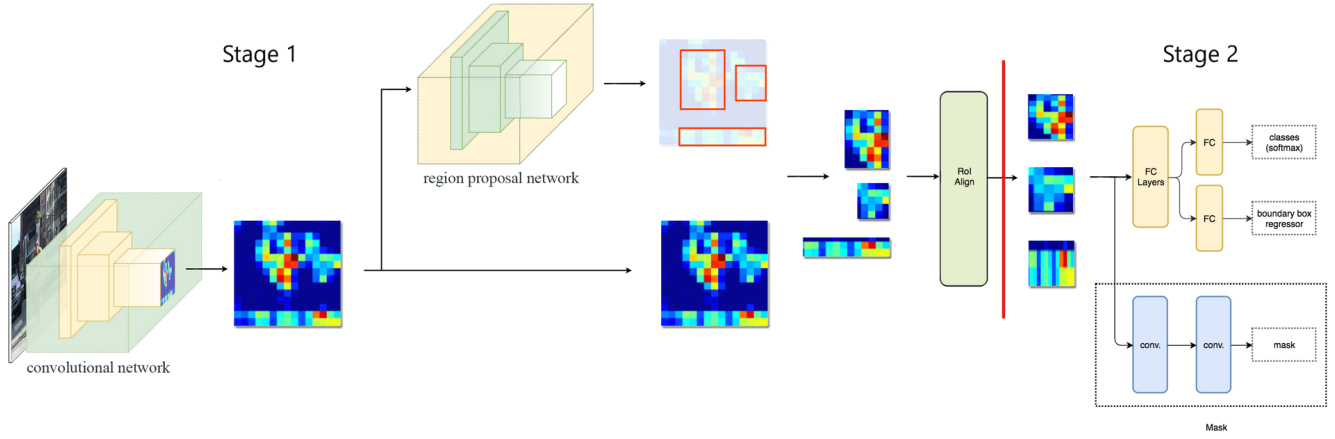 Stage 1
region proposal network
convolutional network
RoI
Align
Stage 2
FC
Layers
FC
classes
(softmax)
FC
boundary box
regressor
conv.
conv.
mask
Mask